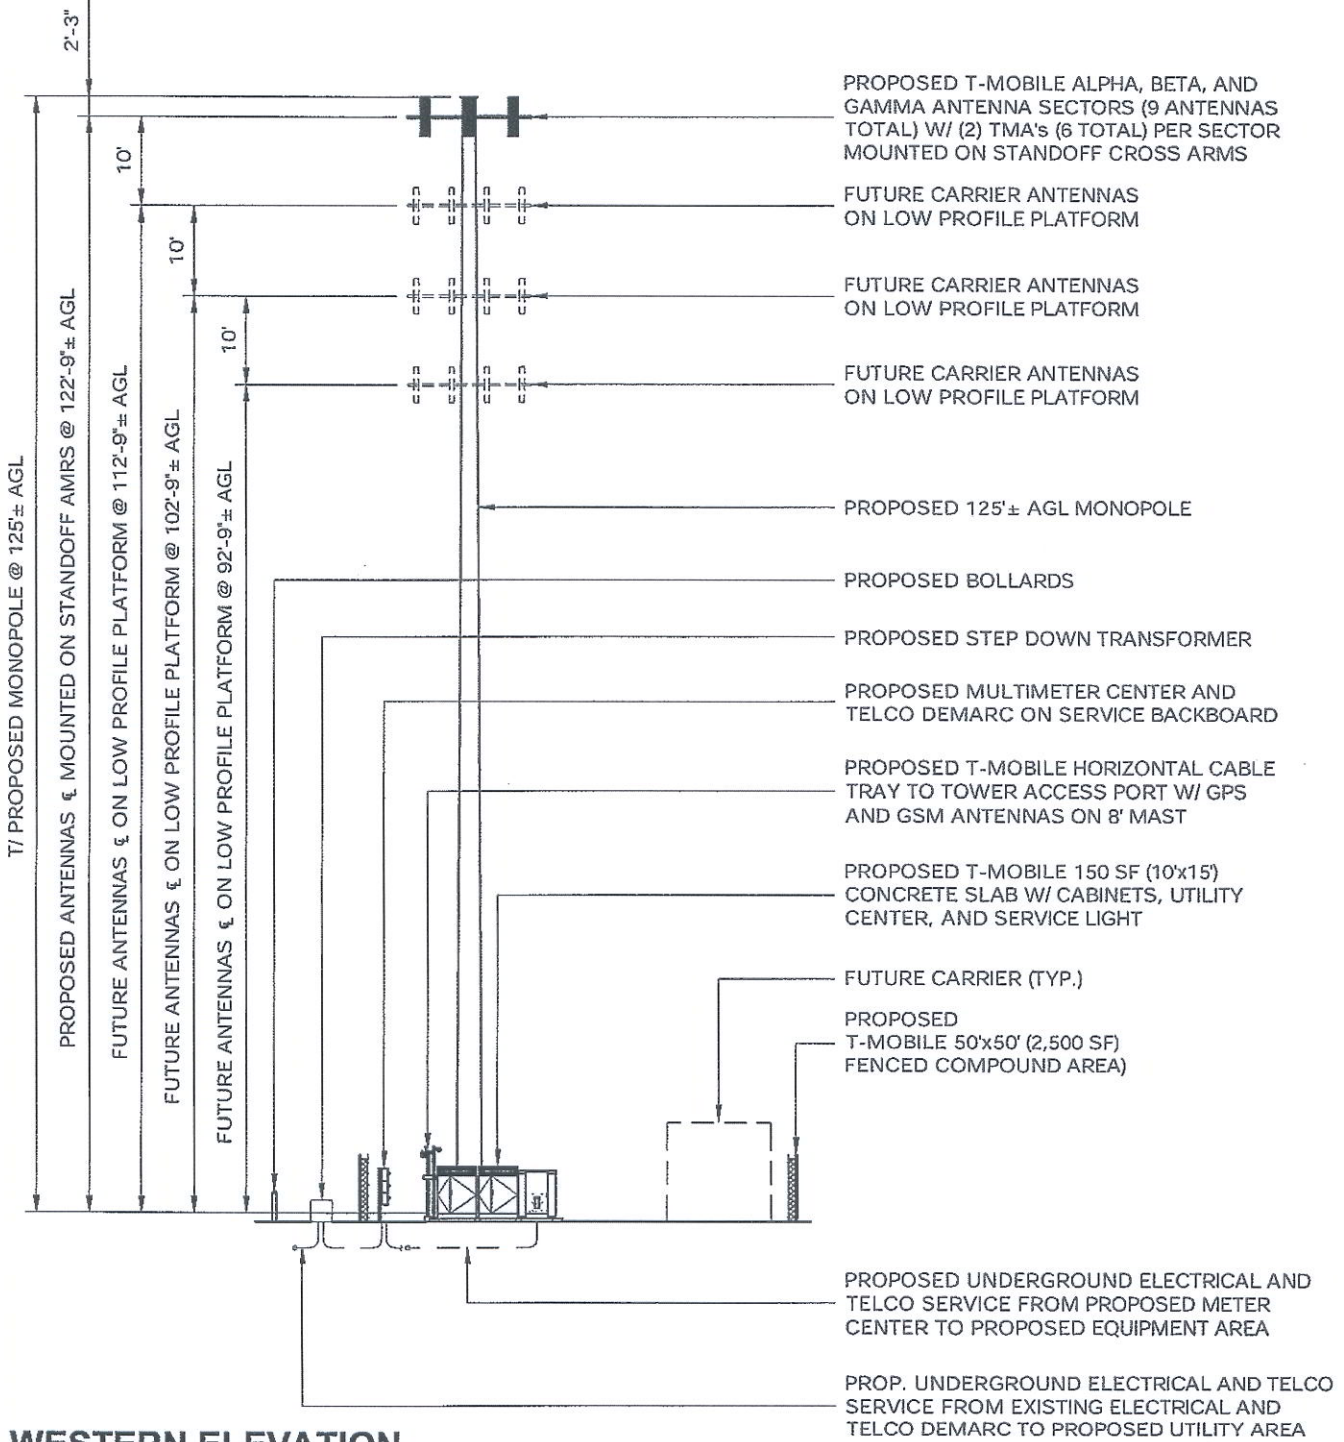 2'-3"
10'
10'
10'
T/ PROPOSED MONOPOLE @ 125'± AGL
PROPOSED ANTENNAS ℄ MOUNTED ON STANDOFF AMRS @ 122'-9"± AGL
FUTURE ANTENNAS ℄ ON LOW PROFILE PLATFORM @ 112'-9"± AGL
FUTURE ANTENNAS ℄ ON LOW PROFILE PLATFORM @ 102'-9"± AGL
FUTURE ANTENNAS ℄ ON LOW PROFILE PLATFORM @ 92'-9"± AGL
PROPOSED T-MOBILE ALPHA, BETA, AND
GAMMA ANTENNA SECTORS (9 ANTENNAS
TOTAL) W/ (2) TMA's (6 TOTAL) PER SECTOR
MOUNTED ON STANDOFF CROSS ARMS
FUTURE CARRIER ANTENNAS
ON LOW PROFILE PLATFORM
FUTURE CARRIER ANTENNAS
ON LOW PROFILE PLATFORM
FUTURE CARRIER ANTENNAS
ON LOW PROFILE PLATFORM
PROPOSED 125'± AGL MONOPOLE
PROPOSED BOLLARDS
PROPOSED STEP DOWN TRANSFORMER
PROPOSED MULTIMETER CENTER AND
TELCO DEMARC ON SERVICE BACKBOARD
PROPOSED T-MOBILE HORIZONTAL CABLE
TRAY TO TOWER ACCESS PORT W/ GPS
AND GSM ANTENNAS ON 8' MAST
PROPOSED T-MOBILE 150 SF (10'x15')
CONCRETE SLAB W/ CABINETS, UTILITY
CENTER, AND SERVICE LIGHT
FUTURE CARRIER (TYP.)
PROPOSED
T-MOBILE 50'x50' (2,500 SF)
FENCED COMPOUND AREA)
PROPOSED UNDERGROUND ELECTRICAL AND
TELCO SERVICE FROM PROPOSED METER
CENTER TO PROPOSED EQUIPMENT AREA
PROP. UNDERGROUND ELECTRICAL AND TELCO
SERVICE FROM EXISTING ELECTRICAL AND
TELCO DEMARC TO PROPOSED UTILITY AREA
WESTERN ELEVATION